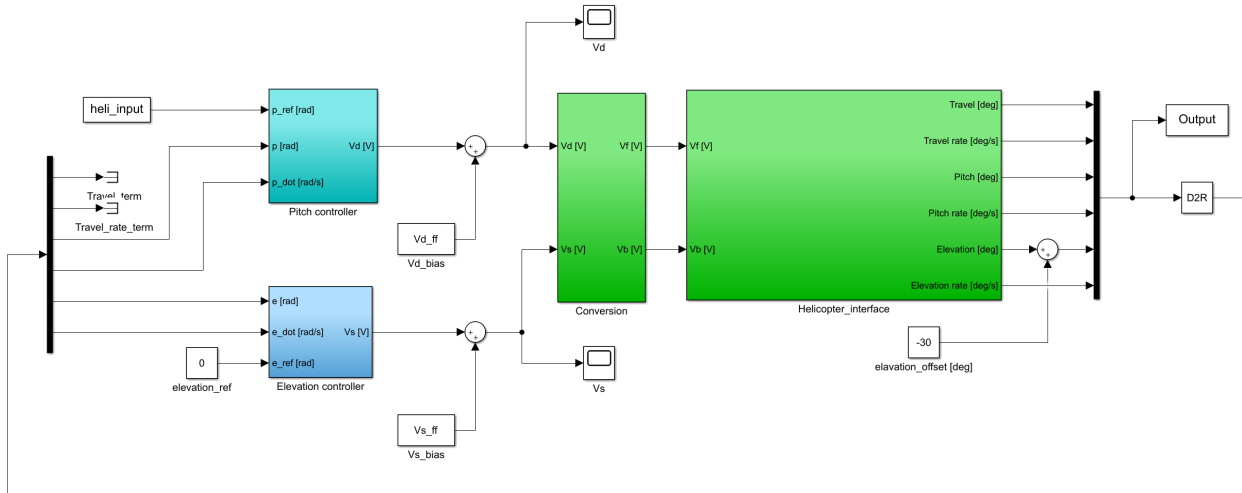 Vd
heli_input
p_ref [rad]
p [rad]
p_dot [rad/s]
Vd [V]
Pitch controller
Travel_term
Travel_rate_term
Vd_ff
Vd_bias
e [rad]
e_dot [rad/s]
e_ref [rad]
Vs [V]
Elevation controller
0
elevation_ref
Vs_ff
Vs_bias
Vs
+
+
+
+
Vd [V]
Vf [V]
Vs [V]
Vb [V]
Conversion
Vf [V]
Vb [V]
Travel [deg]
Travel rate [deg/s]
Pitch [deg]
Pitch rate [deg/s]
Elevation [deg]
Elevation rate [deg/s]
Helicopter_interface
+
+
-30
elavation_offset [deg]
Output
D2R